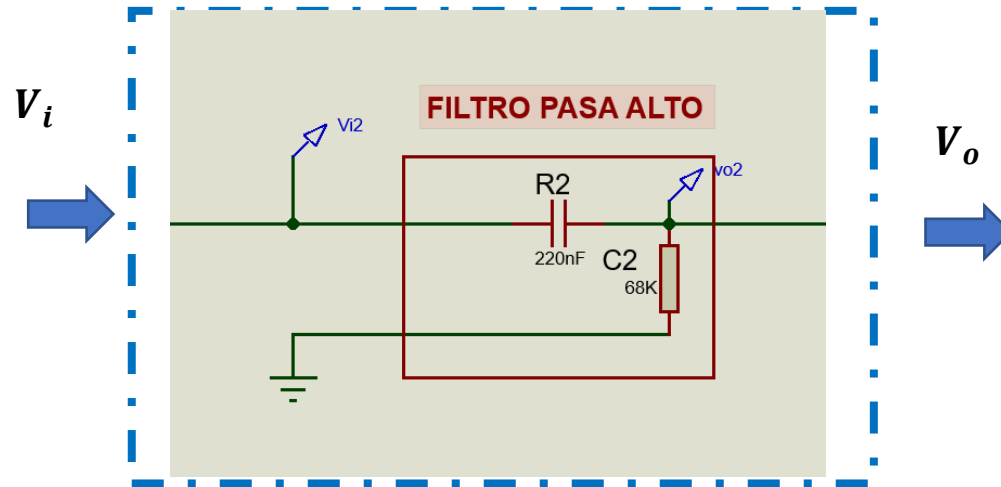 V_i
FILTRO PASA ALTO
Vi2
V_o
vo2
R2
220nF
C2
68K